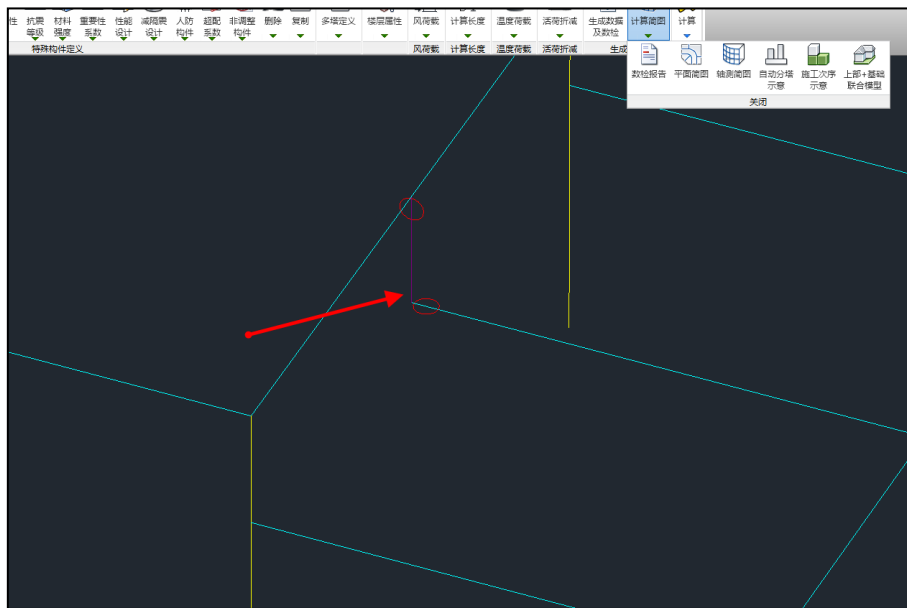 性 抗震 材料 重要性 性能 减隔震 人防 超配 非调整 删除 复制 多塔定义 楼层属性 风荷载 计算长度 温度荷载 活荷折减 生成数据 计算简图 计算
等级 强度 系数 设计 设计 构件 系数 构件 及数检
特殊构件定义 风荷载 计算长度 温度荷载 活荷折减 生成
数检报告 平面简图 轴测简图 自动分塔 施工次序 上部+基础
示意 示意 联合模型
关闭